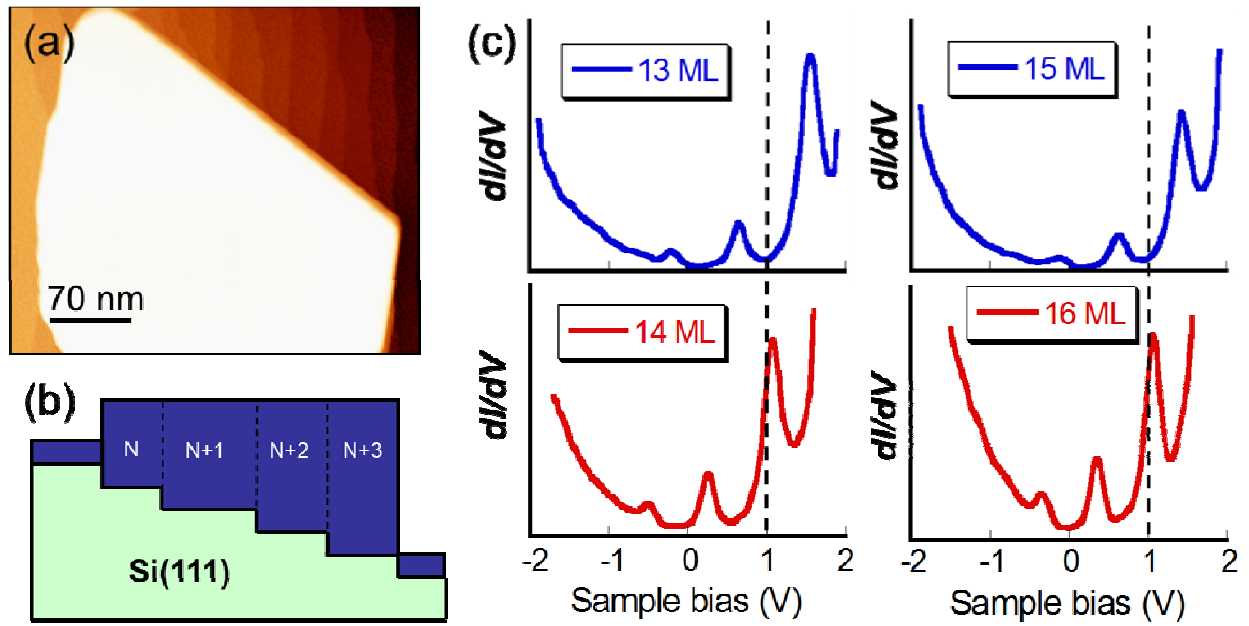 (a)
70 nm
(b)
N
N+1
N+2
N+3
Si(111)
(c)
13 ML
dI/dV
15 ML
dI/dV
14 ML
dI/dV
-2 -1 0 1 2
Sample bias (V)
16 ML
dI/dV
-2 -1 0 1 2
Sample bias (V)